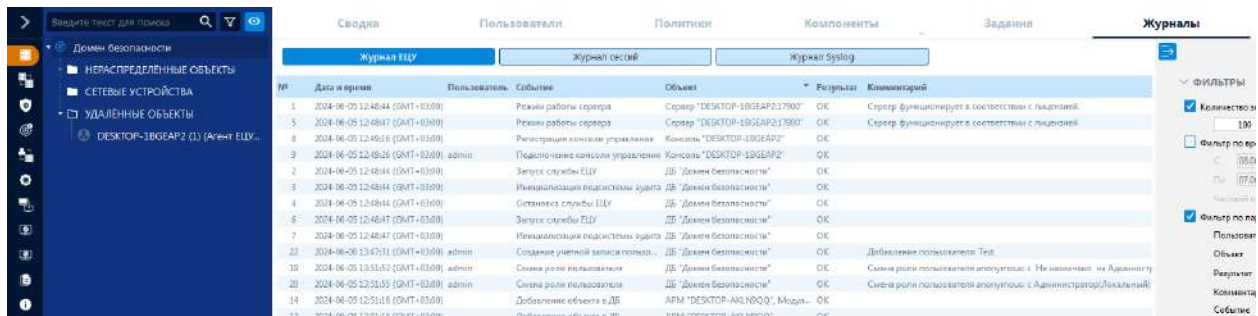 Введите текст для поиска
Сводка Пользователи Политики Компоненты Задания Журналы
Домен безопасности
НЕРАСПРЕДЕЛЁННЫЕ ОБЪЕКТЫ
СЕТЕВЫЕ УСТРОЙСТВА
УДАЛЁННЫЕ ОБЪЕКТЫ
DESKTOP-1BGEAP2 (1) (Агент ЕЦУ...
Журнал ЕЦУ Журнал сессий Журнал Syslog
№ Дата и время Пользователь Событие Объект Результат Комментарий
1 2024-06-05 12:48:44 (GMT+03:00) Режим работы сервера Сервер "DESKTOP-1BGEAP2:17900" OK Сервер функционирует в соответствии с лицензией.
5 2024-06-05 12:48:47 (GMT+03:00) Режим работы сервера Сервер "DESKTOP-1BGEAP2:17900" OK Сервер функционирует в соответствии с лицензией.
8 2024-06-05 12:49:16 (GMT+03:00) Регистрация консоли управления Консоль "DESKTOP-1BGEAP2" OK
9 2024-06-05 12:49:26 (GMT+03:00) admin Подключение консоли управления Консоль "DESKTOP-1BGEAP2" OK
2 2024-06-05 12:48:44 (GMT+03:00) Запуск службы ЕЦУ ДБ "Домен безопасности" OK
3 2024-06-05 12:48:44 (GMT+03:00) Инициализация подсистемы аудита ДБ "Домен безопасности" OK
4 2024-06-05 12:48:44 (GMT+03:00) Остановка службы ЕЦУ ДБ "Домен безопасности" OK
6 2024-06-05 12:48:47 (GMT+03:00) Запуск службы ЕЦУ ДБ "Домен безопасности" OK
7 2024-06-05 12:48:47 (GMT+03:00) Инициализация подсистемы аудита ДБ "Домен безопасности" OK
22 2024-06-06 13:47:31 (GMT+03:00) admin Создание учетной записи пользо... ДБ "Домен безопасности" OK Добавление пользователя: Test
10 2024-06-05 13:51:52 (GMT+03:00) admin Смена роли пользователя ДБ "Домен безопасности" OK Смена роли пользователя anonymous: с Не назначено на Администр
20 2024-06-05 13:51:55 (GMT+03:00) admin Смена роли пользователя ДБ "Домен безопасности" OK Смена роли пользователя anonymous: с Администратор(Локальный)
14 2024-06-05 12:51:18 (GMT+03:00) Добавление объекта в ДБ OK
ФИЛЬТРЫ
Количество за
100
Фильтр по вр
С 06.0
По 07.0
Фильтр по па
Пользоват
Объект
Результат
Коммента
Событие